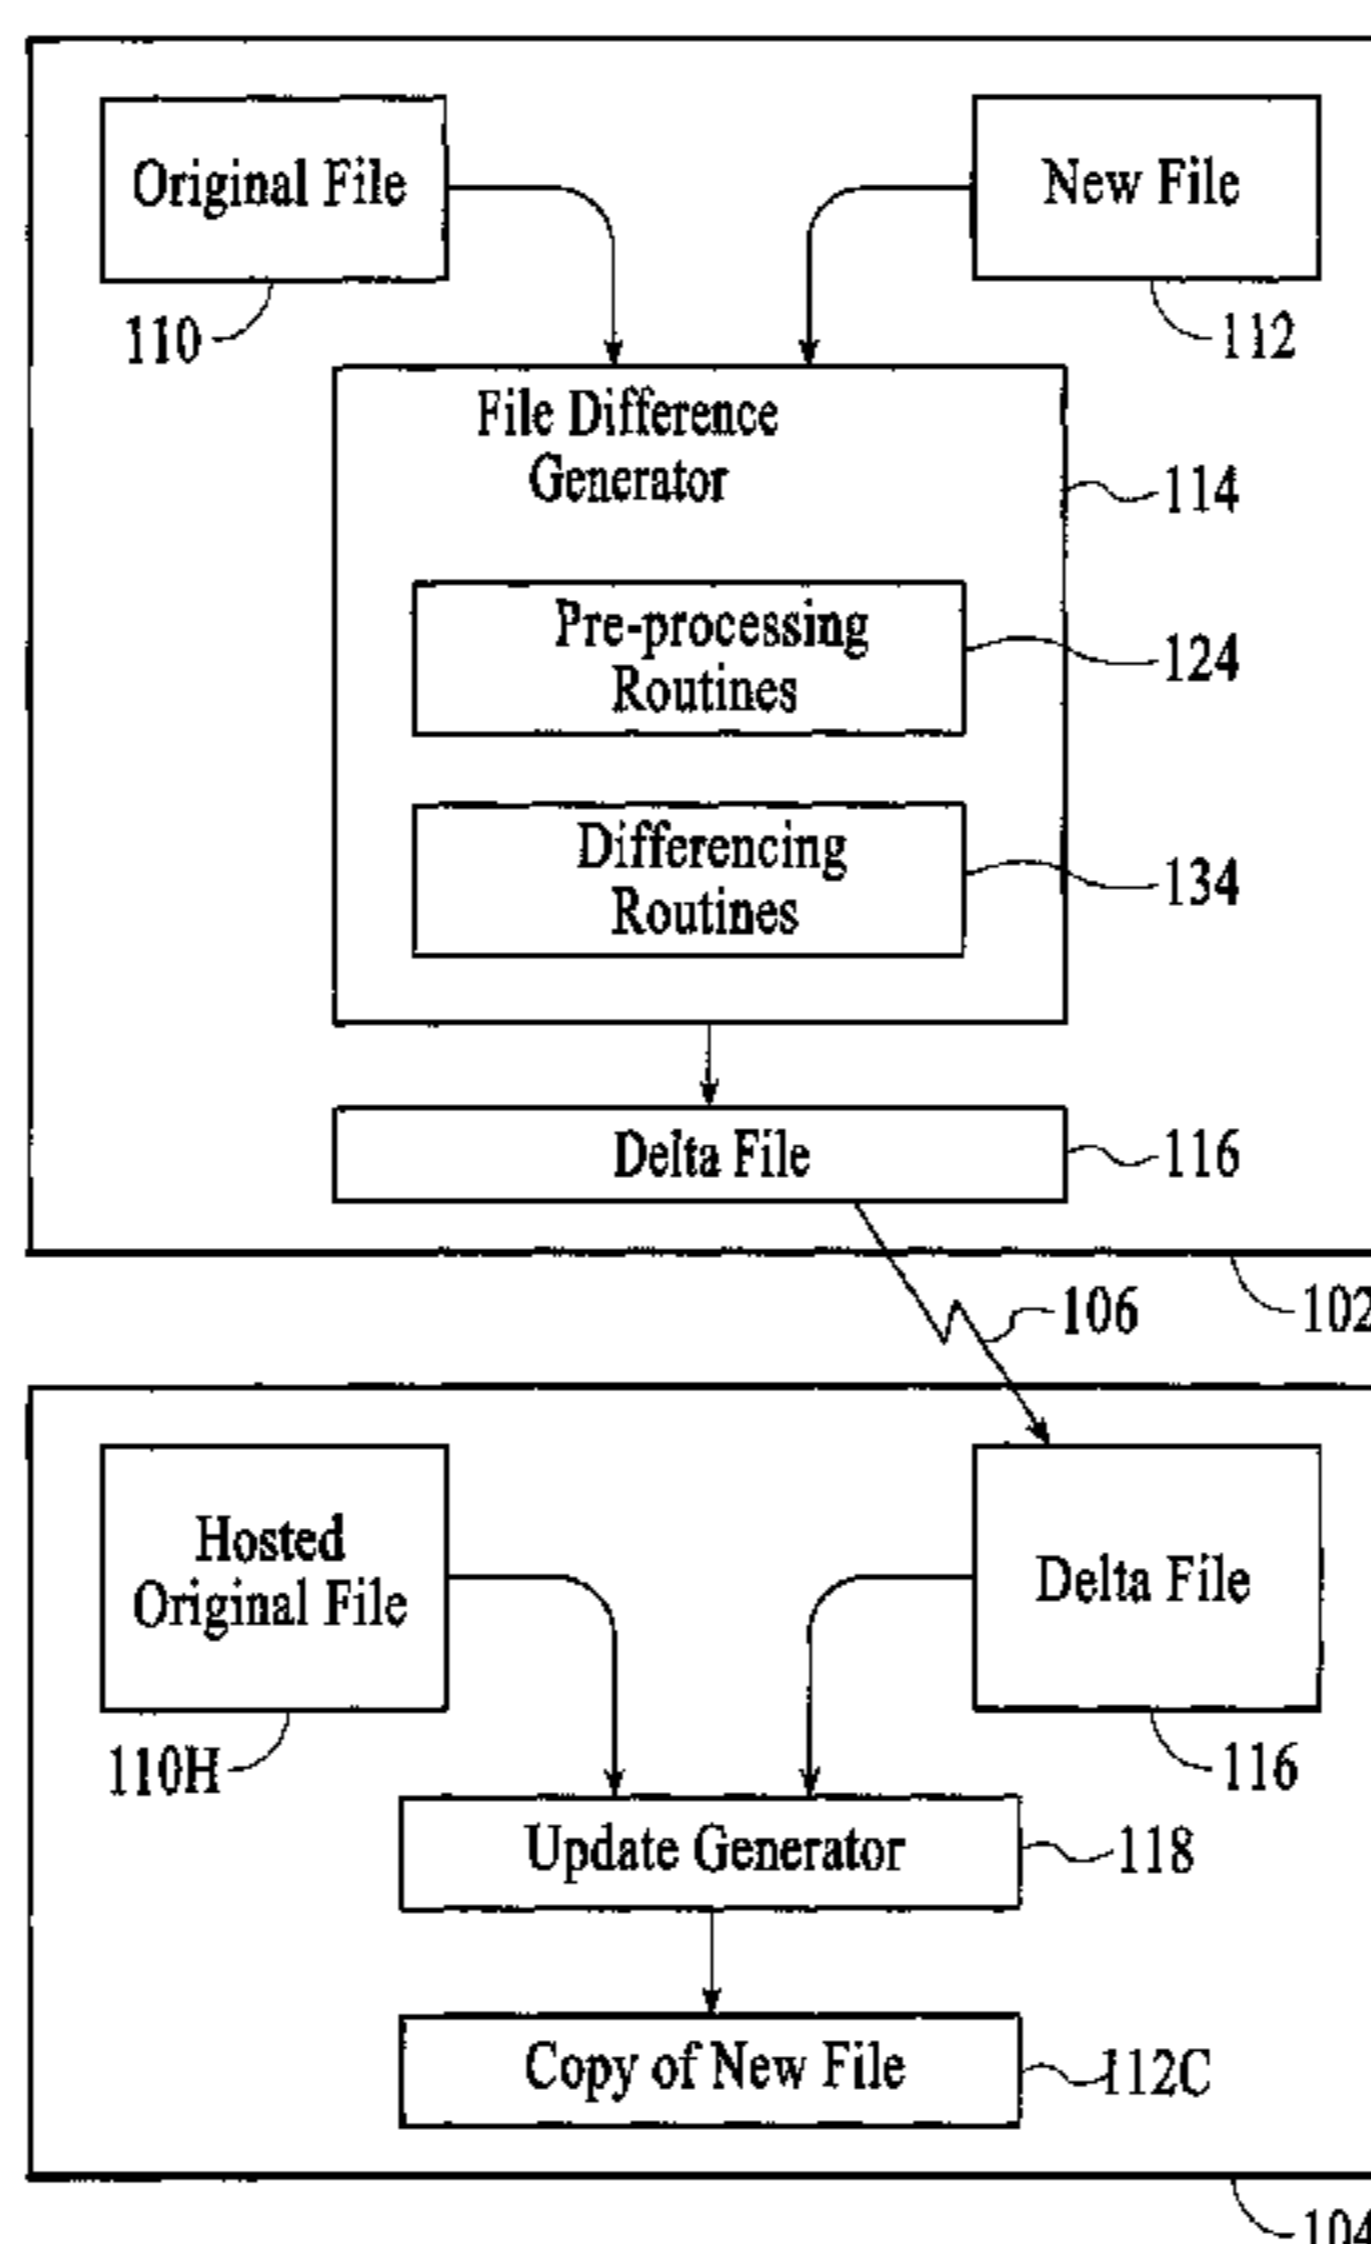 Original File
New File
110
112
File Difference
Generator
114
Pre-processing
Routines
124
Differencing
Routines
134
Delta File
116
102
106
Hosted
Original File
Delta File
110H
116
Update Generator
118
Copy of New File
112C
104